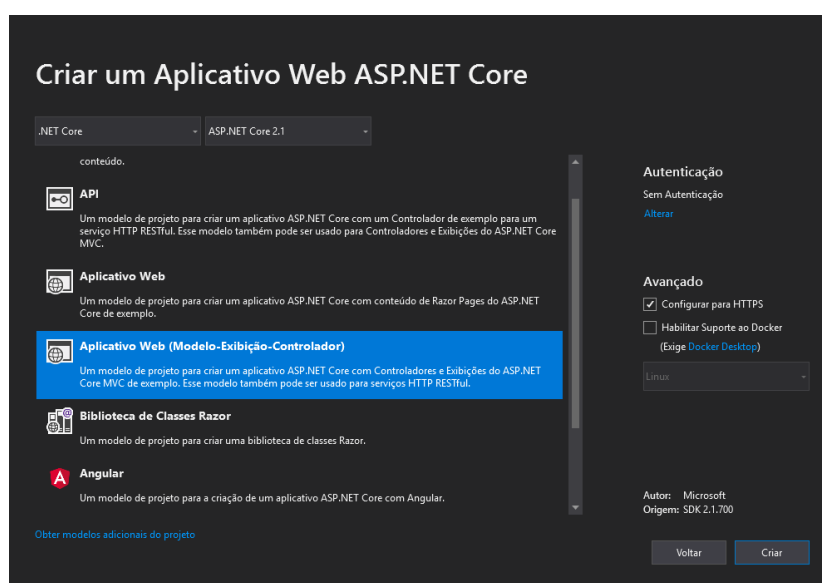 Criar um Aplicativo Web ASP.NET Core
.NET Core
ASP.NET Core 2.1
conteúdo.
API
Um modelo de projeto para criar um aplicativo ASP.NET Core com um Controlador de exemplo para um
serviço HTTP RESTful. Esse modelo também pode ser usado para Controladores e Exibições do ASP.NET Core
MVC.
Aplicativo Web
Um modelo de projeto para criar um aplicativo ASP.NET Core com conteúdo de Razor Pages do ASP.NET
Core de exemplo.
Aplicativo Web (Modelo-Exibição-Controlador)
Um modelo de projeto para criar um aplicativo ASP.NET Core com Controladores e Exibições do ASP.NET
Core MVC de exemplo. Esse modelo também pode ser usado para serviços HTTP RESTful.
Biblioteca de Classes Razor
Um modelo de projeto para criar uma biblioteca de classes Razor.
Angular
Um modelo de projeto para a criação de um aplicativo ASP.NET Core com Angular.
Obter modelos adicionais do projeto
Autenticação
Sem Autenticação
Alterar
Avançado
Configurar para HTTPS
Habilitar Suporte ao Docker
(Exige Docker Desktop)
Linux
Autor: Microsoft
Origem: SDK 2.1.700
Voltar
Criar